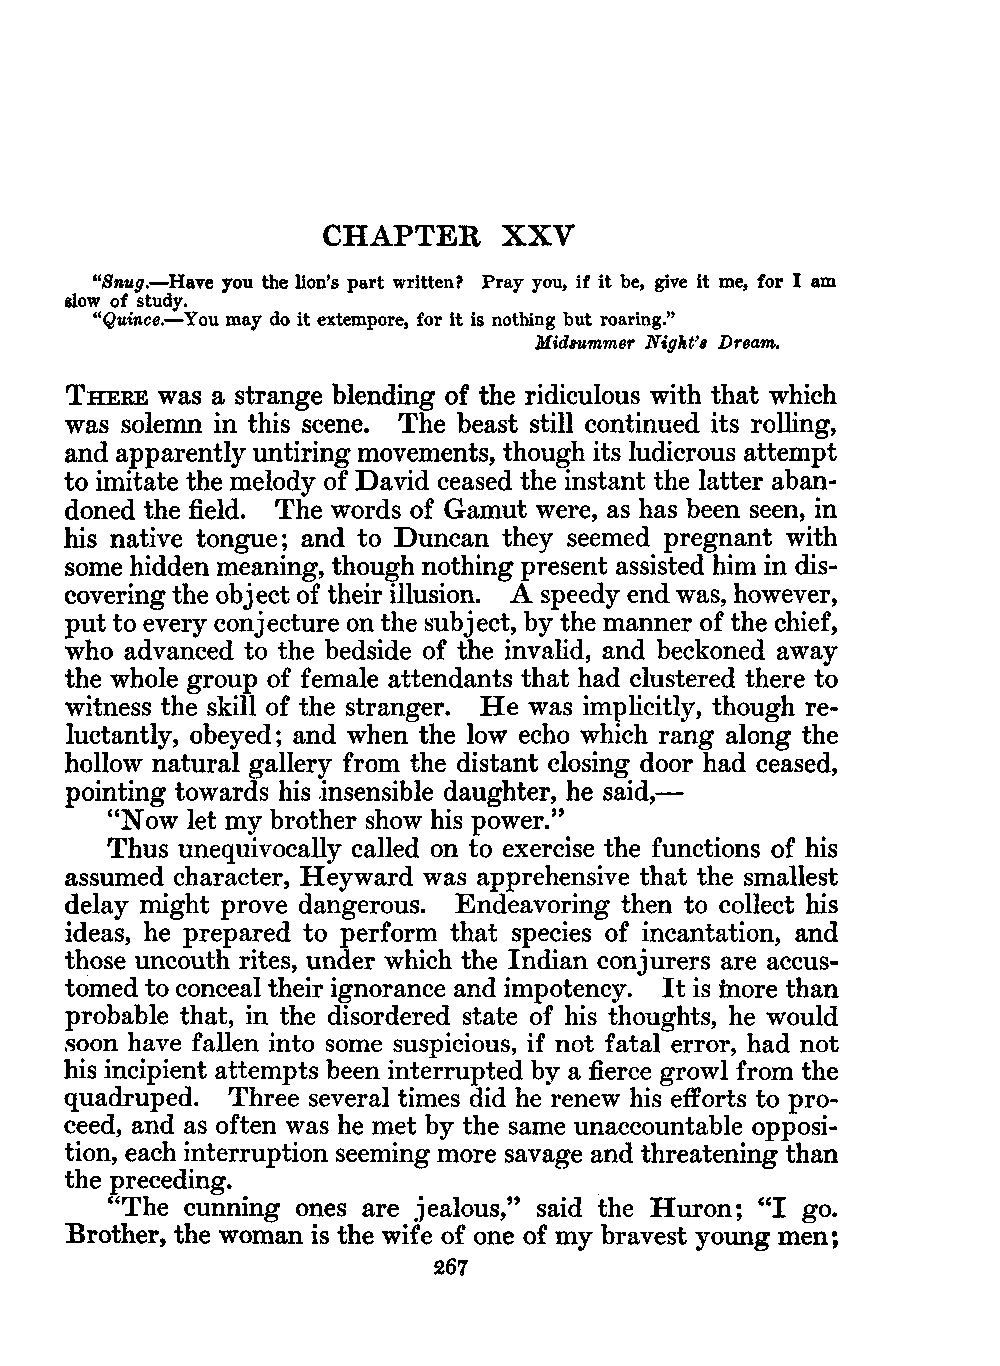 CHAPTER XXV
“Snug.—Have you the lion's part written? Pray you, if it be, give it me, for I am
slow of study.
“Quince.—You may do it extempore, for it is nothing but roaring.”
Midsummer Night's Dream.
THERE was a strange blending of the ridiculous with that which
was solemn in this scene. The beast still continued its rolling,
and apparently untiring movements, though its ludicrous attempt
to imitate the melody of David ceased the instant the latter aban-
doned the field. The words of Gamut were, as has been seen, in
his native tongue; and to Duncan they seemed pregnant with
some hidden meaning, though nothing present assisted him in dis-
covering the object of their illusion. A speedy end was, however,
put to every conjecture on the subject, by the manner of the chief,
who advanced to the bedside of the invalid, and beckoned away
the whole group of female attendants that had clustered there to
witness the skill of the stranger. He was implicitly, though re-
luctantly, obeyed; and when the low echo which rang along the
hollow natural gallery from the distant closing door had ceased,
pointing towards his insensible daughter, he said,—
“Now let my brother show his power.”
Thus unequivocally called on to exercise the functions of his
assumed character, Heyward was apprehensive that the smallest
delay might prove dangerous. Endeavoring then to collect his
ideas, he prepared to perform that species of incantation, and
those uncouth rites, under which the Indian conjurers are accus-
tomed to conceal their ignorance and impotency. It is more than
probable that, in the disordered state of his thoughts, he would
soon have fallen into some suspicious, if not fatal error, had not
his incipient attempts been interrupted by a fierce growl from the
quadruped. Three several times did he renew his efforts to pro-
ceed, and as often was he met by the same unaccountable opposi-
tion, each interruption seeming more savage and threatening than
the preceding.
“The cunning ones are jealous,” said the Huron; “I go.
Brother, the woman is the wife of one of my bravest young men;
267